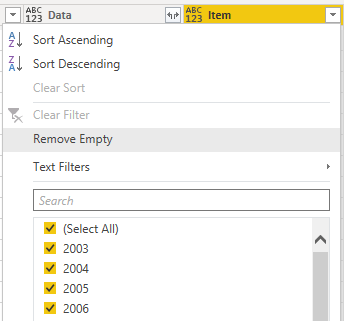 ABC 123 Data ABC 123 Item
A Z Sort Ascending
Z A Sort Descending
Clear Sort
Clear Filter
Remove Empty
Text Filters
Search
(Select All)
2003
2004
2005
2006